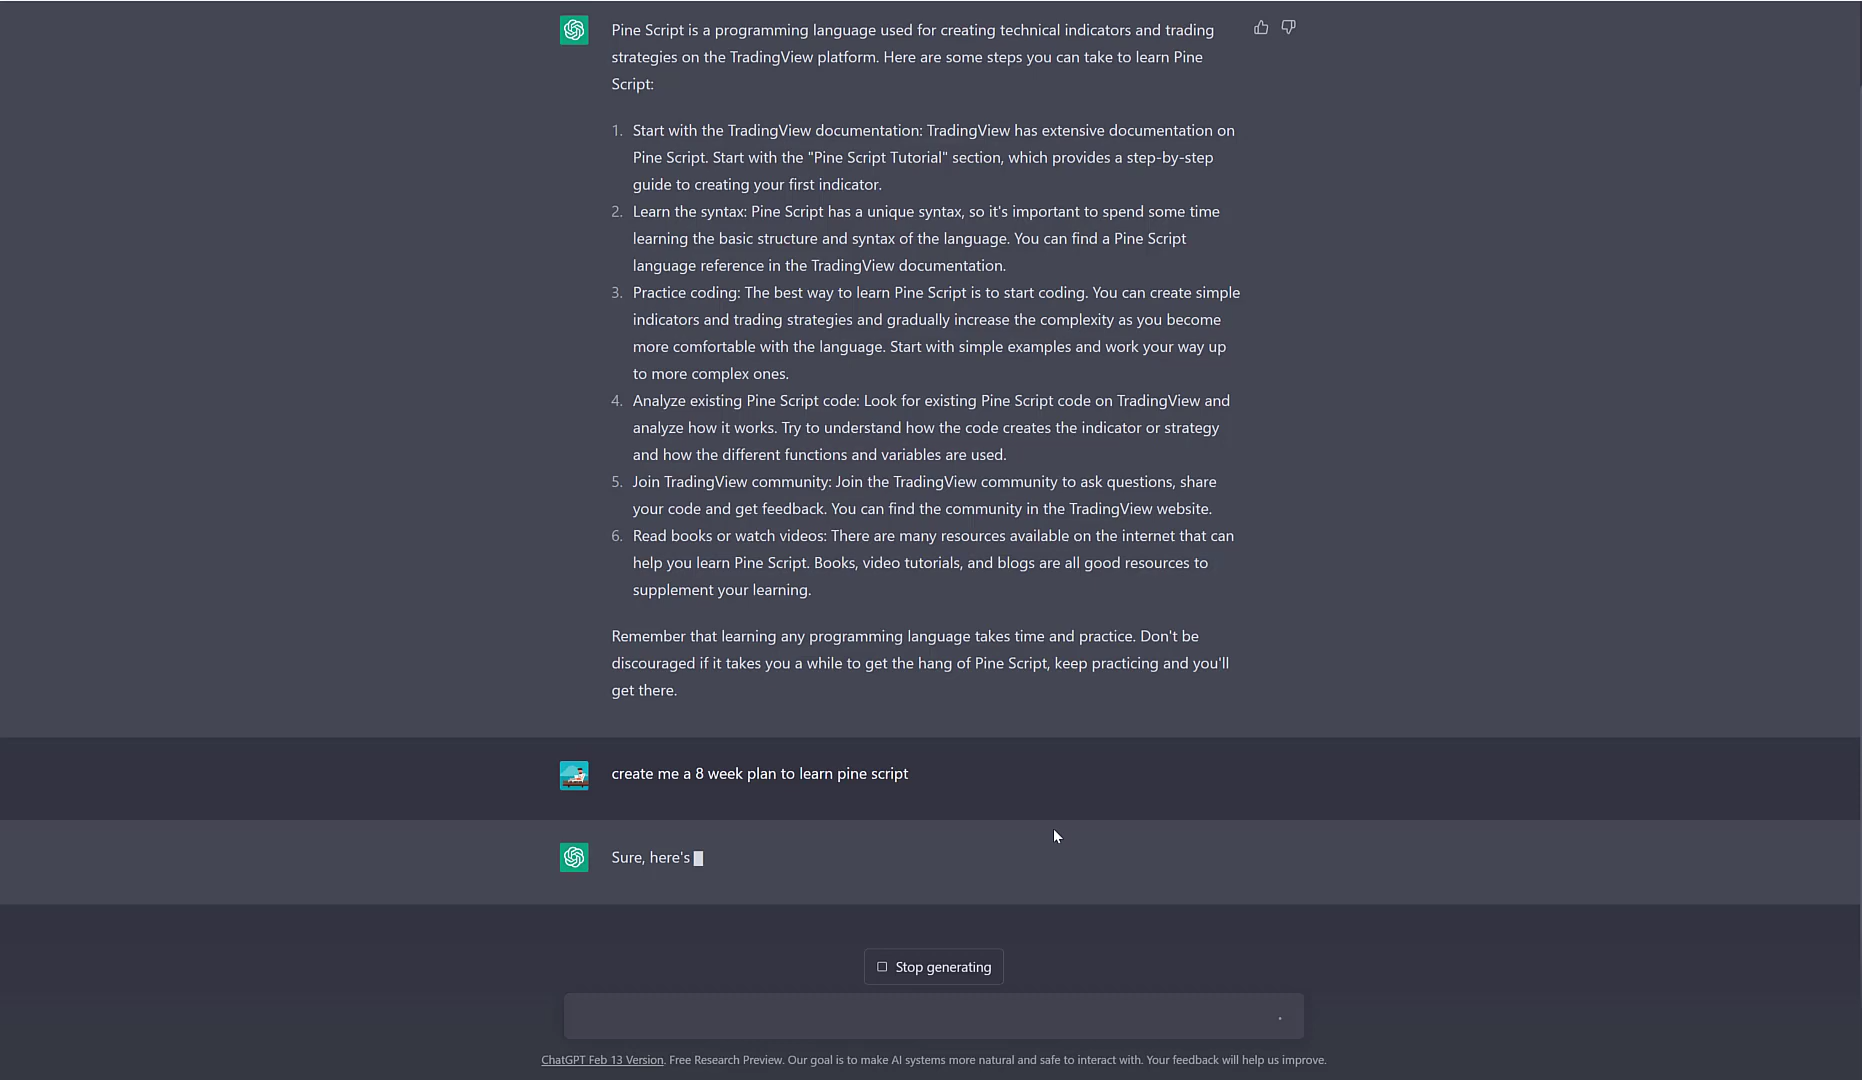 Pine Script is a programming language used for creating technical indicators and trading
strategies on the TradingView platform. Here are some steps you can take to learn Pine
Script:
1. Start with the TradingView documentation: TradingView has extensive documentation on
Pine Script. Start with the "Pine Script Tutorial" section, which provides a step-by-step
guide to creating your first indicator.
2. Learn the syntax: Pine Script has a unique syntax, so it's important to spend some time
learning the basic structure and syntax of the language. You can find a Pine Script
language reference in the TradingView documentation.
3. Practice coding: The best way to learn Pine Script is to start coding. You can create simple
indicators and trading strategies and gradually increase the complexity as you become
more comfortable with the language. Start with simple examples and work your way up
to more complex ones.
4. Analyze existing Pine Script code: Look for existing Pine Script code on TradingView and
analyze how it works. Try to understand how the code creates the indicator or strategy
and how the different functions and variables are used.
5. Join TradingView community: Join the TradingView community to ask questions, share
your code and get feedback. You can find the community in the TradingView website.
6. Read books or watch videos: There are many resources available on the internet that can
help you learn Pine Script. Books, video tutorials, and blogs are all good resources to
supplement your learning.
Remember that learning any programming language takes time and practice. Don't be
discouraged if it takes you a while to get the hang of Pine Script, keep practicing and you'll
get there.
create me a 8 week plan to learn pine script
Sure, here's
Stop generating
ChatGPT Feb 13 Version. Free Research Preview. Our goal is to make AI systems more natural and safe to interact with. Your feedback will help us improve.